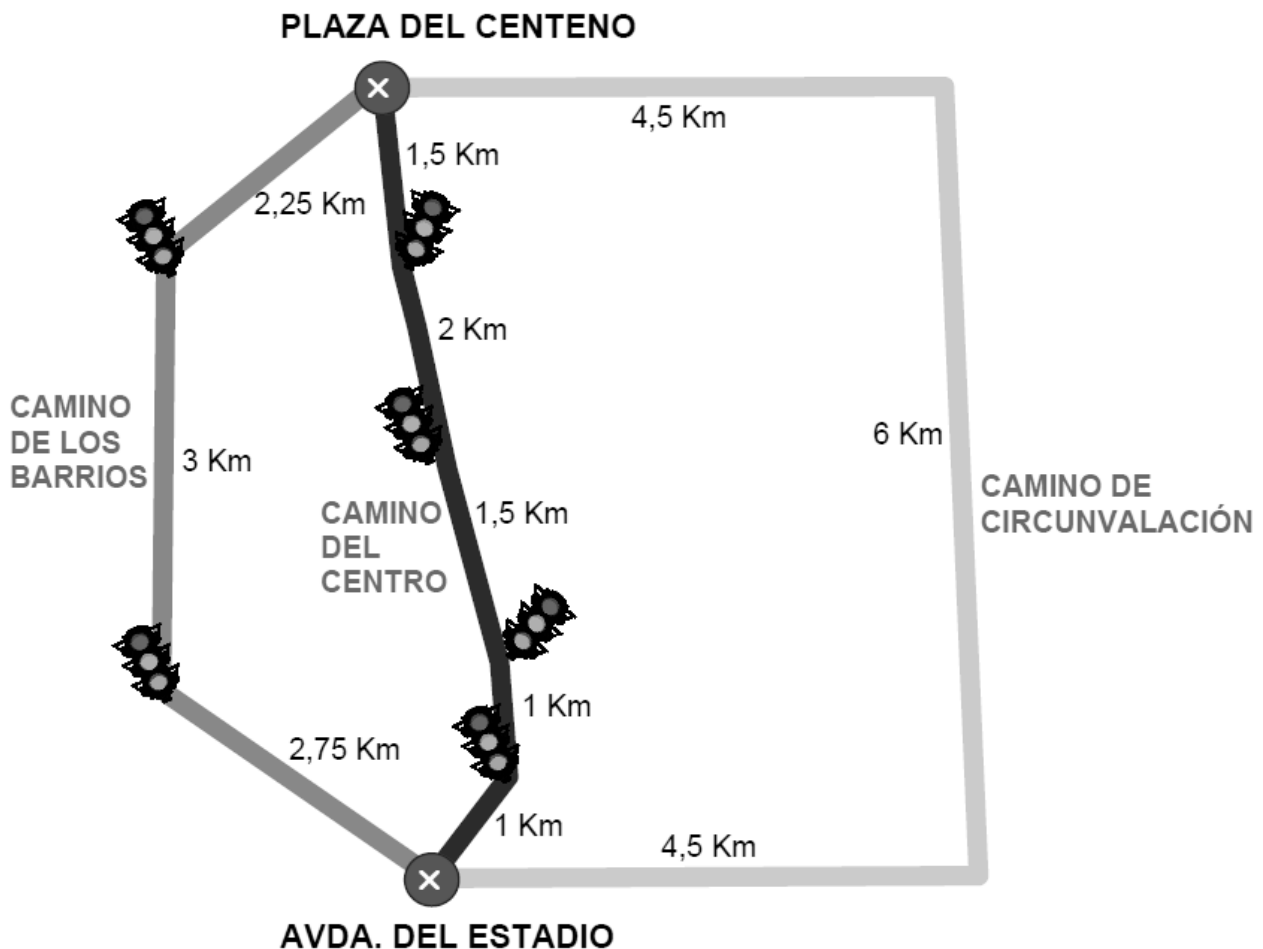 PLAZA DEL CENTENO
4,5 Km
1,5 Km
2,25 Km
2 Km
CAMINO
DE LOS
BARRIOS
3 Km
6 Km
CAMINO DE
CIRCUNVALACIÓN
CAMINO
DEL
CENTRO
1,5 Km
1 Km
2,75 Km
1 Km
4,5 Km
AVDA. DEL ESTADIO